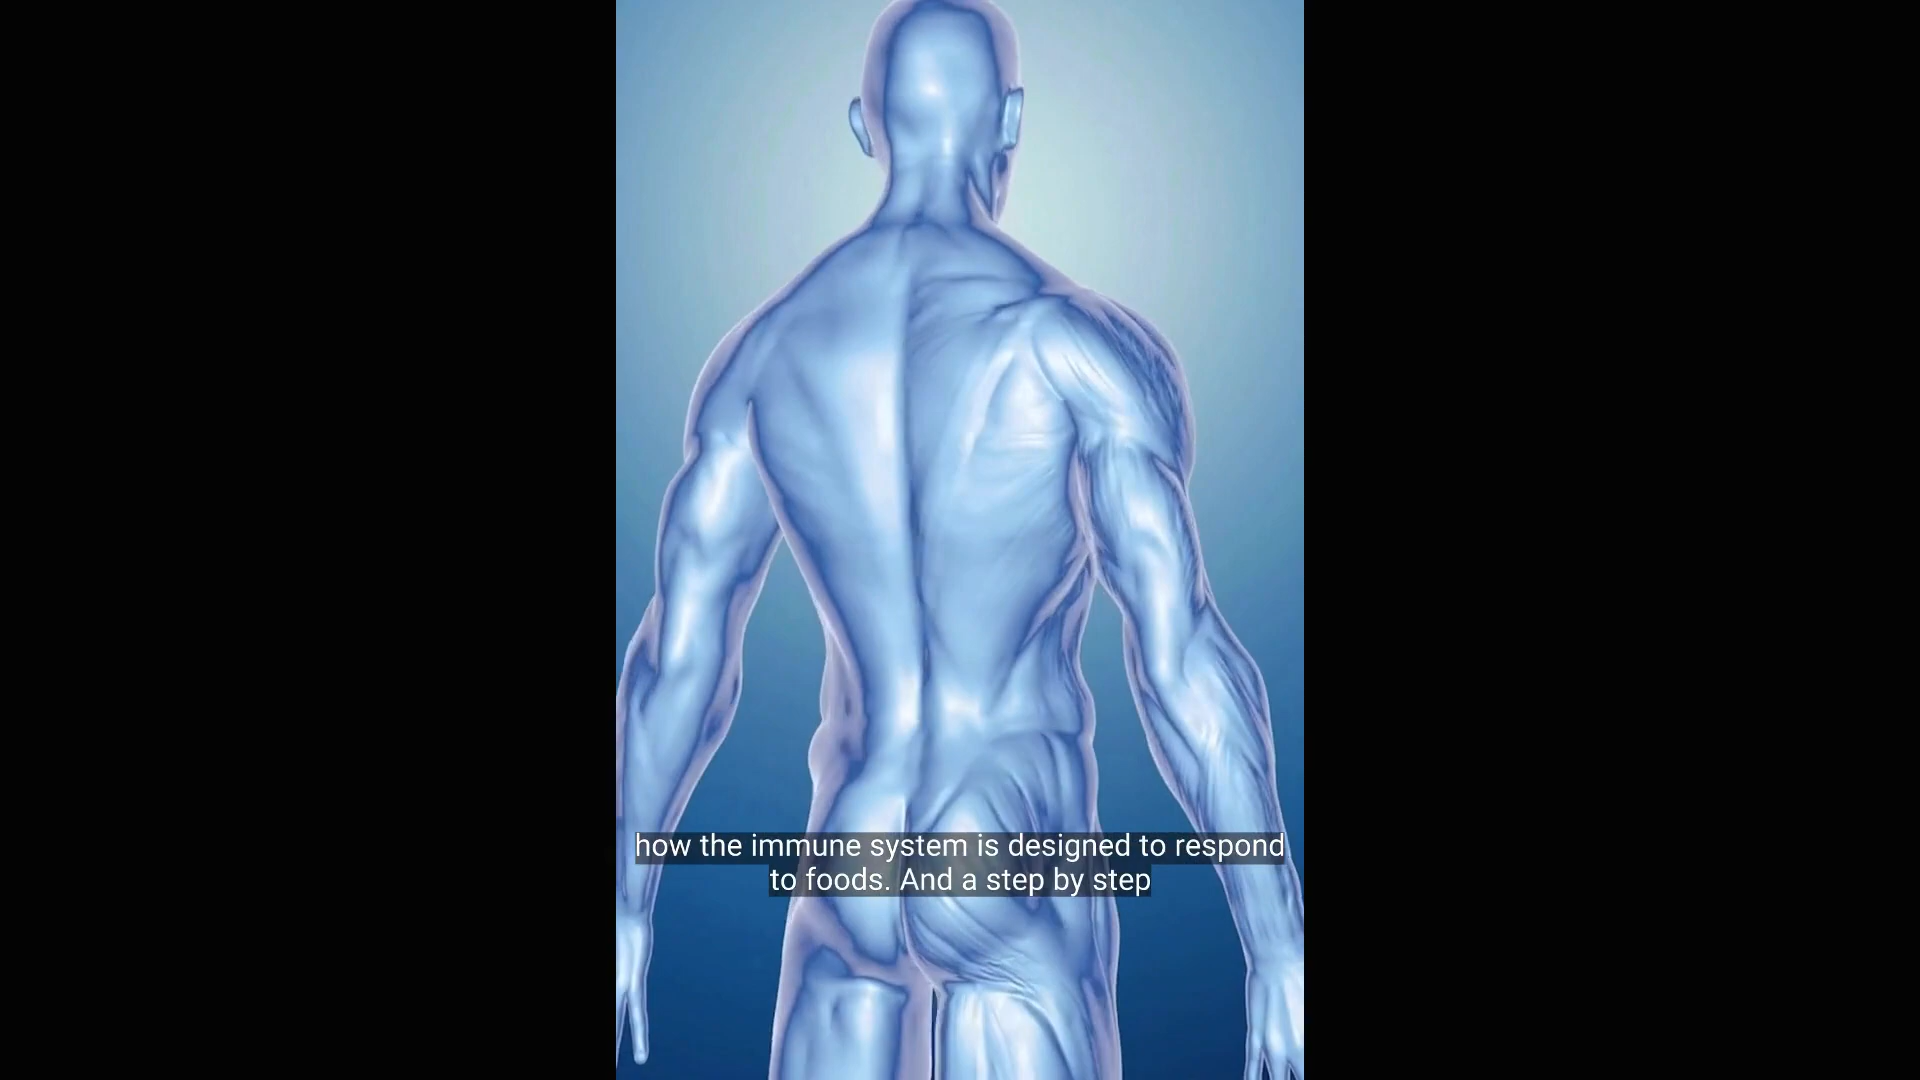 how the immune system is designed to respond
to foods. And a step by step